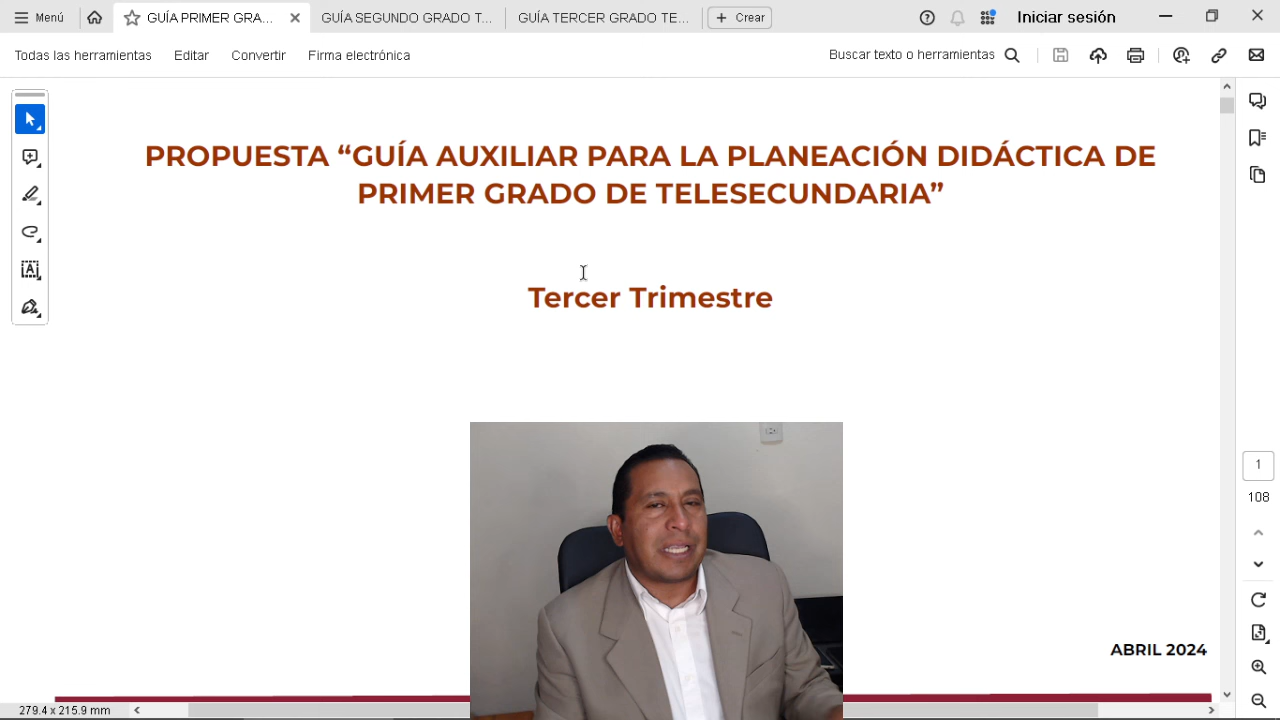 Menú
GUÍA PRIMER GRA...
GUÍA SEGUNDO GRADO T...
GUÍA TERCER GRADO TE...
Crear
Iniciar sesión
Todas las herramientas
Editar
Convertir
Firma electrónica
Buscar texto o herramientas
PROPUESTA “GUÍA AUXILIAR PARA LA PLANEACIÓN DIDÁCTICA DE
PRIMER GRADO DE TELESECUNDARIA”
Tercer Trimestre
1
108
ABRIL 2024
279.4 x 215.9 mm